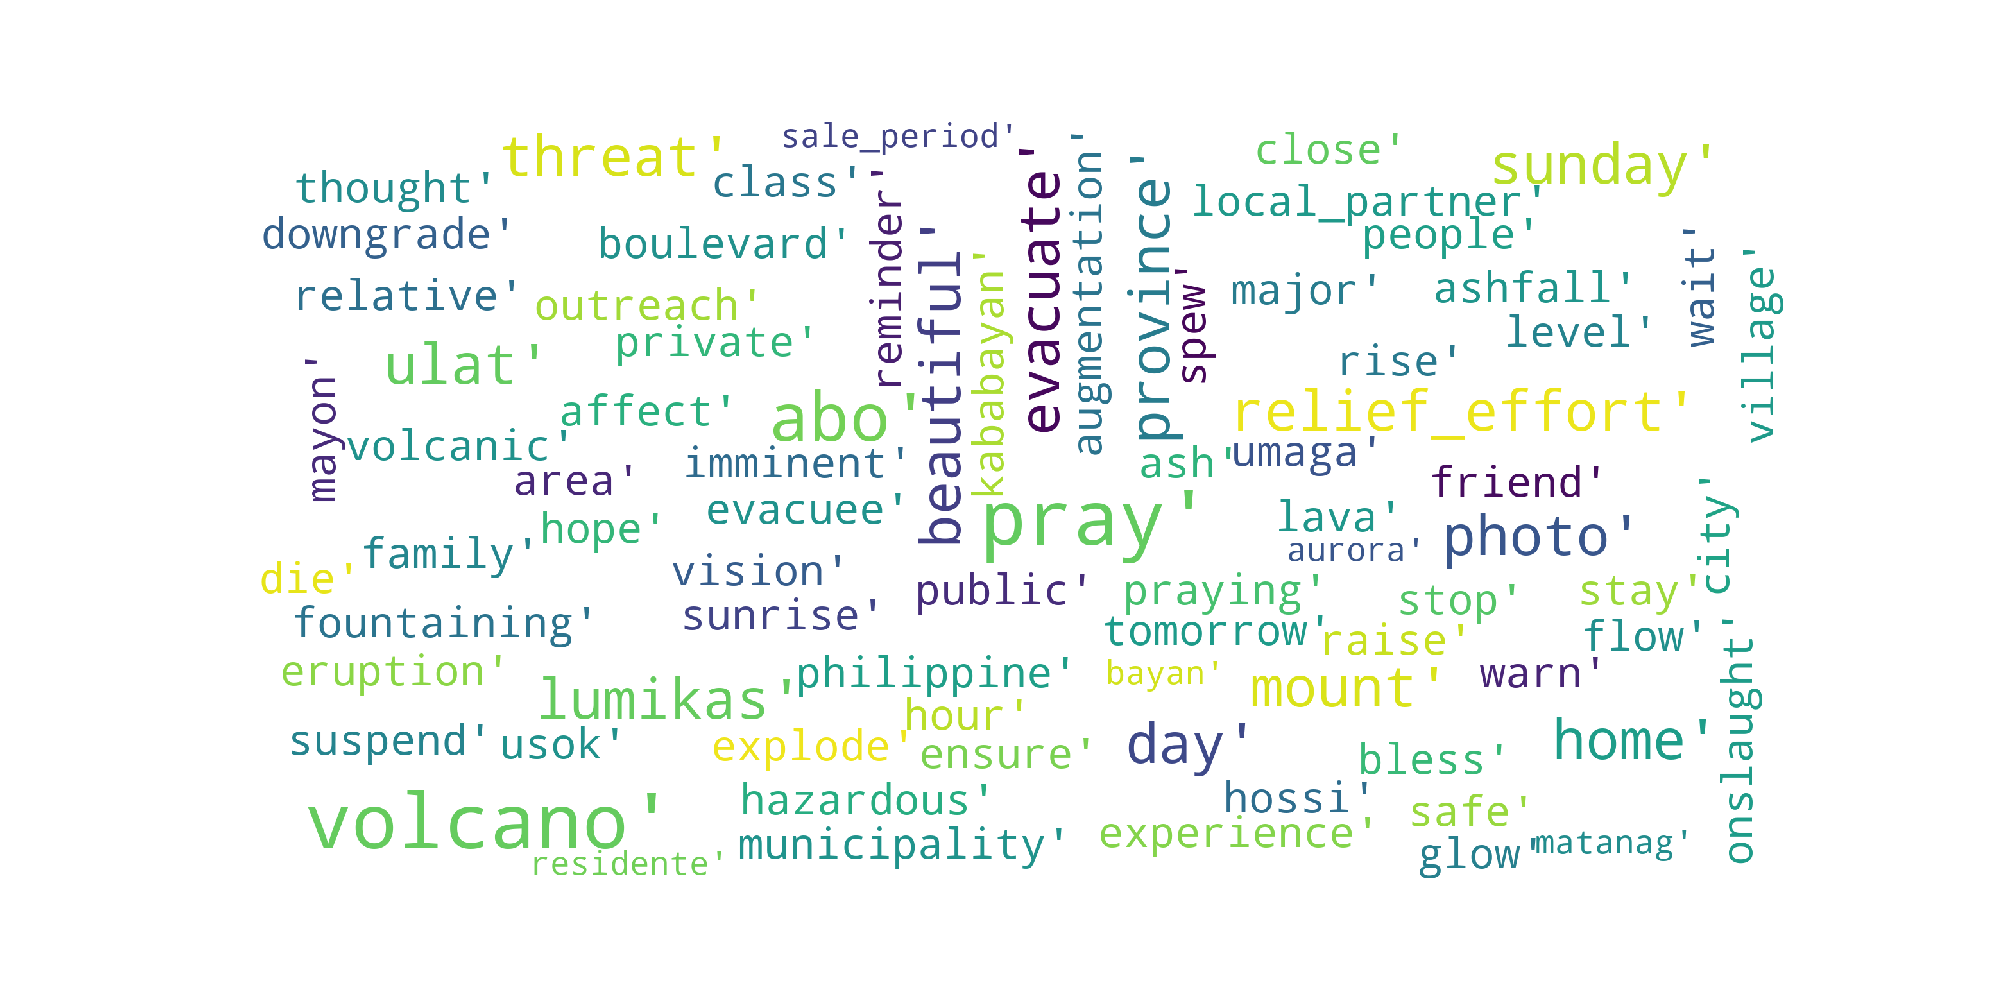 sale_period'
threat'
close'
sunday'
thought'
class'
reminder'
evacuate'
augmentation'
province'
local_partner'
downgrade'
boulevard'
beautiful'
kababayan'
people'
wait'
village'
relative'
outreach'
spew'
major'
ashfall'
private'
level'
ulat'
rise'
mayon'
affect'
abo'
relief_effort'
volcanic'
imminent'
ash'
umaga'
area'
friend'
evacuee'
pray'
lava'
photo'
city'
hope'
family'
aurora'
die'
vision'
public'
praying'
stop'
stay'
fountaining'
sunrise'
tomorrow'
raise'
flow'
onslaught'
eruption'
philippine'
bayan'
mount'
warn'
lumikas'
hour'
suspend'
usok'
explode'
ensure'
day'
bless'
home'
volcano'
hazardous'
hossi'
safe'
municipality'
experience'
glow'
matanag'
residente'